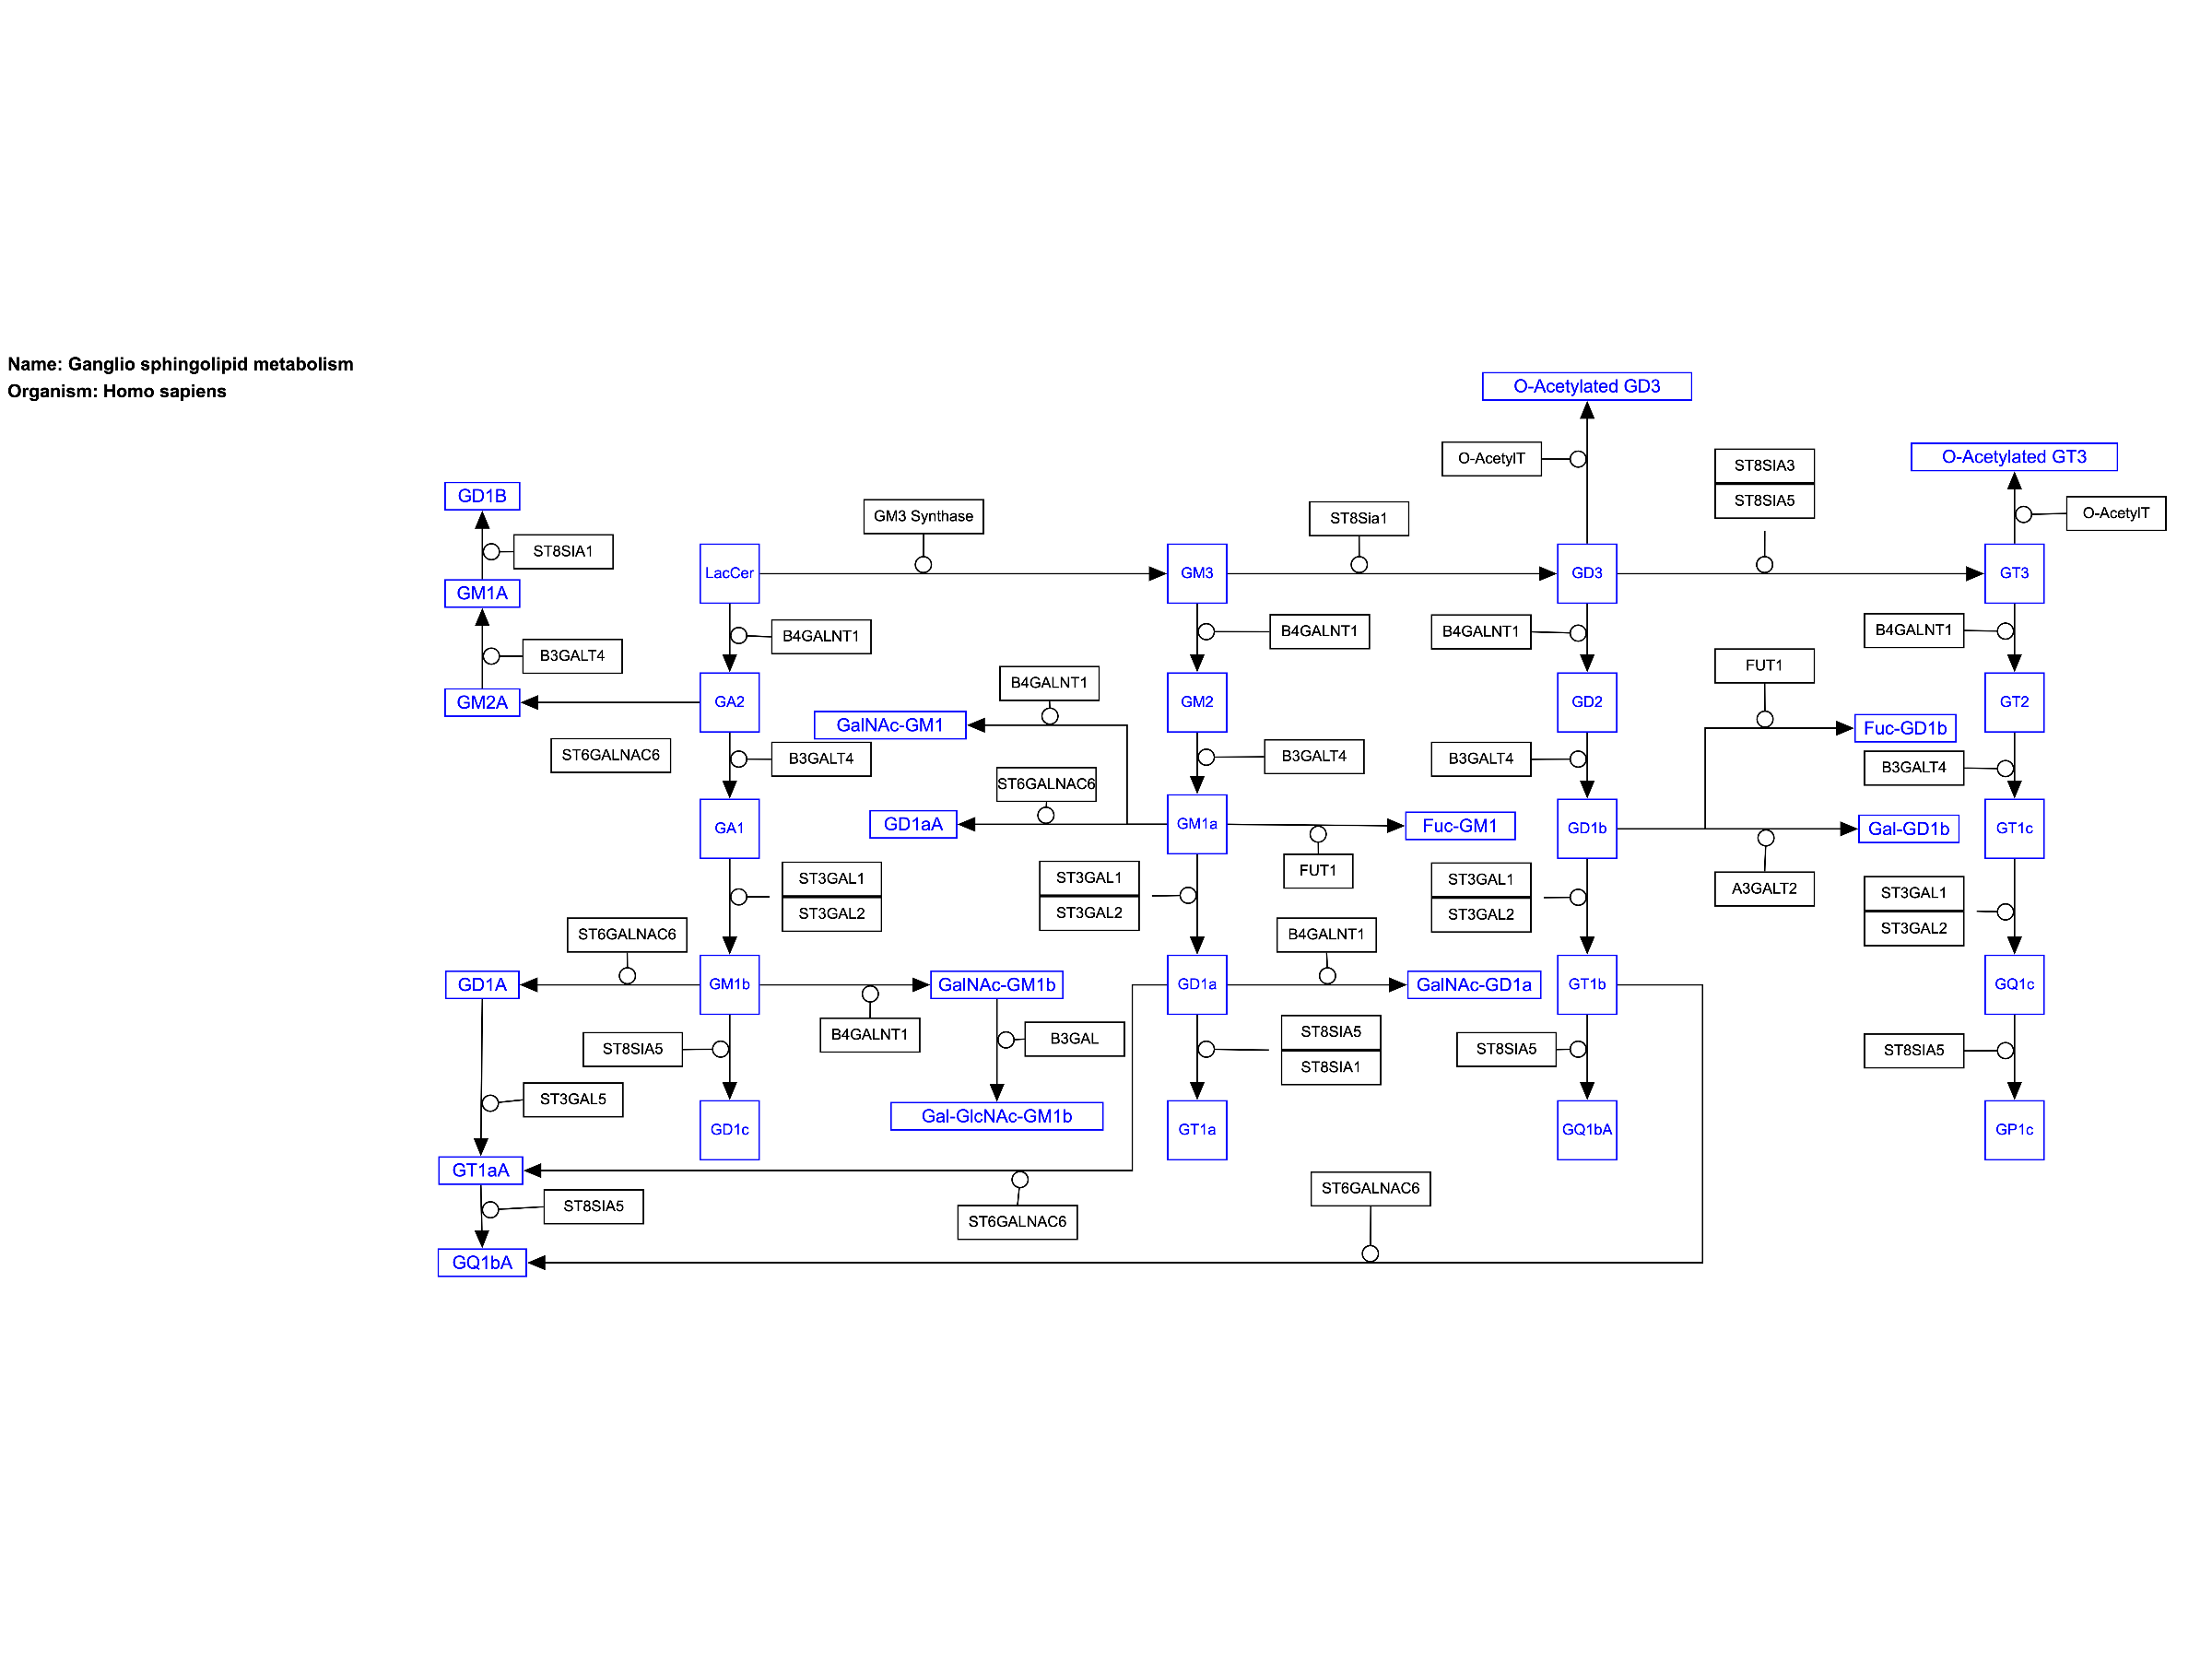 Name: Ganglio sphingolipid metabolism
Organism: Homo sapiens
O-Acetylated GD3
O-AcetylT
ST8SIA3
ST8SIA5
O-Acetylated GT3
O-AcetylT
GD1B
ST8SIA1
GM1A
B3GALT4
GM2A
GM3 Synthase
ST8Sia1
LacCer
GM3
GD3
GT3
B4GALNT1
B4GALNT1
B4GALNT1
B4GALNT1
B4GALNT1
FUT1
GA2
GM2
GD2
GT2
GalNAc-GM1
Fuc-GD1b
ST6GALNAC6
B3GALT4
B3GALT4
B3GALT4
B3GALT4
ST6GALNAC6
GA1
GD1aA
GM1a
Fuc-GM1
GD1b
Gal-GD1b
GT1c
FUT1
A3GALT2
ST3GAL1
ST3GAL2
ST3GAL1
ST3GAL2
ST3GAL1
ST3GAL2
ST3GAL1
ST3GAL2
ST6GALNAC6
B4GALNT1
GD1A
GM1b
GalNAc-GM1b
GD1a
GalNAc-GD1a
GT1b
GQ1c
ST8SIA5
B4GALNT1
B3GAL
ST8SIA5
ST8SIA1
ST8SIA5
ST8SIA5
ST3GAL5
GD1c
Gal-GlcNAc-GM1b
GT1a
GQ1bA
GP1c
GT1aA
ST8SIA5
ST6GALNAC6
ST6GALNAC6
GQ1bA